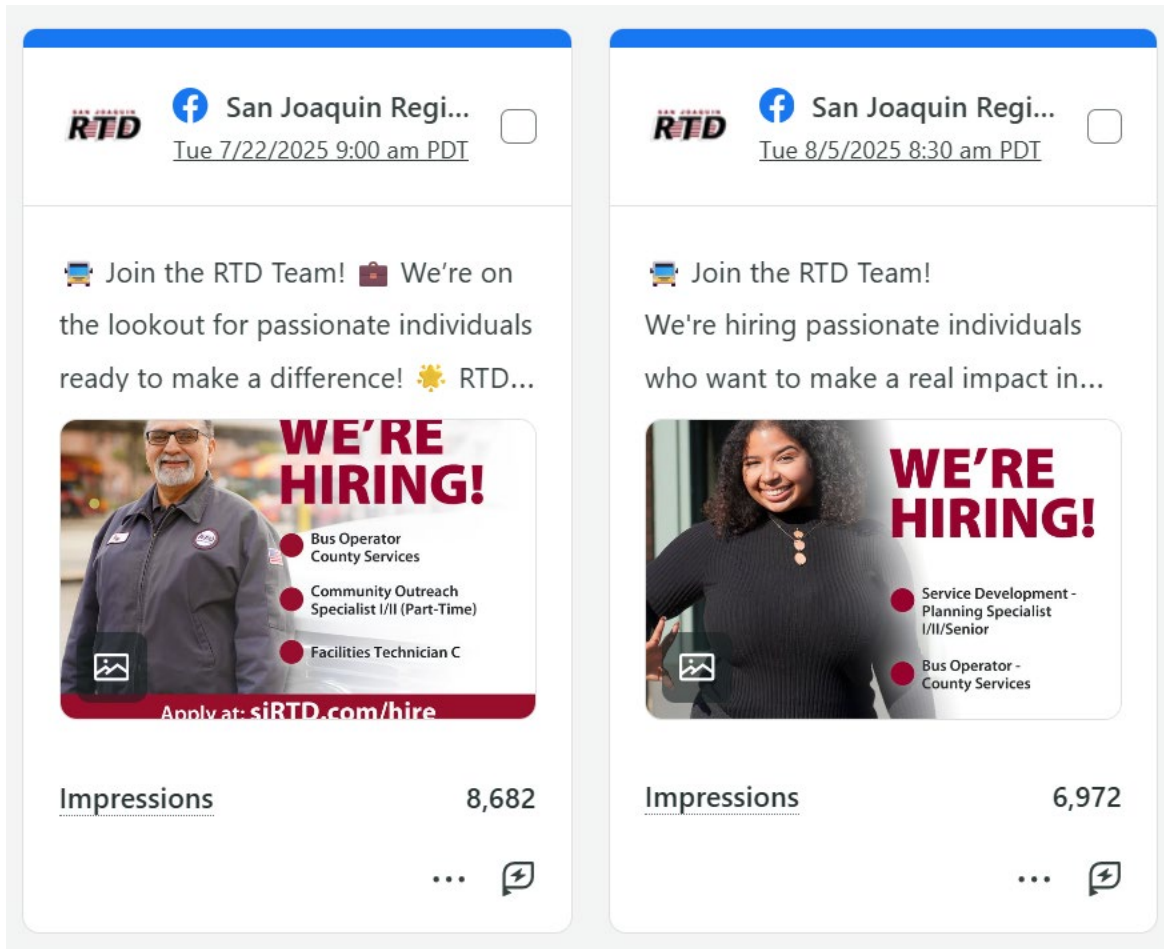 SAN JOAQUIN
RTD
San Joaquin Regi...
Tue 7/22/2025 9:00 am PDT
Join the RTD Team! We’re on
the lookout for passionate individuals
ready to make a difference! RTD...
WE’RE
HIRING!
Bus Operator
County Services
Community Outreach
Specialist I/II (Part-Time)
Facilities Technician C
Apply at: sjRTD.com/hire
Impressions 8,682
SAN JOAQUIN
RTD
San Joaquin Regi...
Tue 8/5/2025 8:30 am PDT
Join the RTD Team!
We're hiring passionate individuals
who want to make a real impact in...
WE’RE
HIRING!
Service Development -
Planning Specialist
I/II/Senior
Bus Operator -
County Services
Impressions 6,972